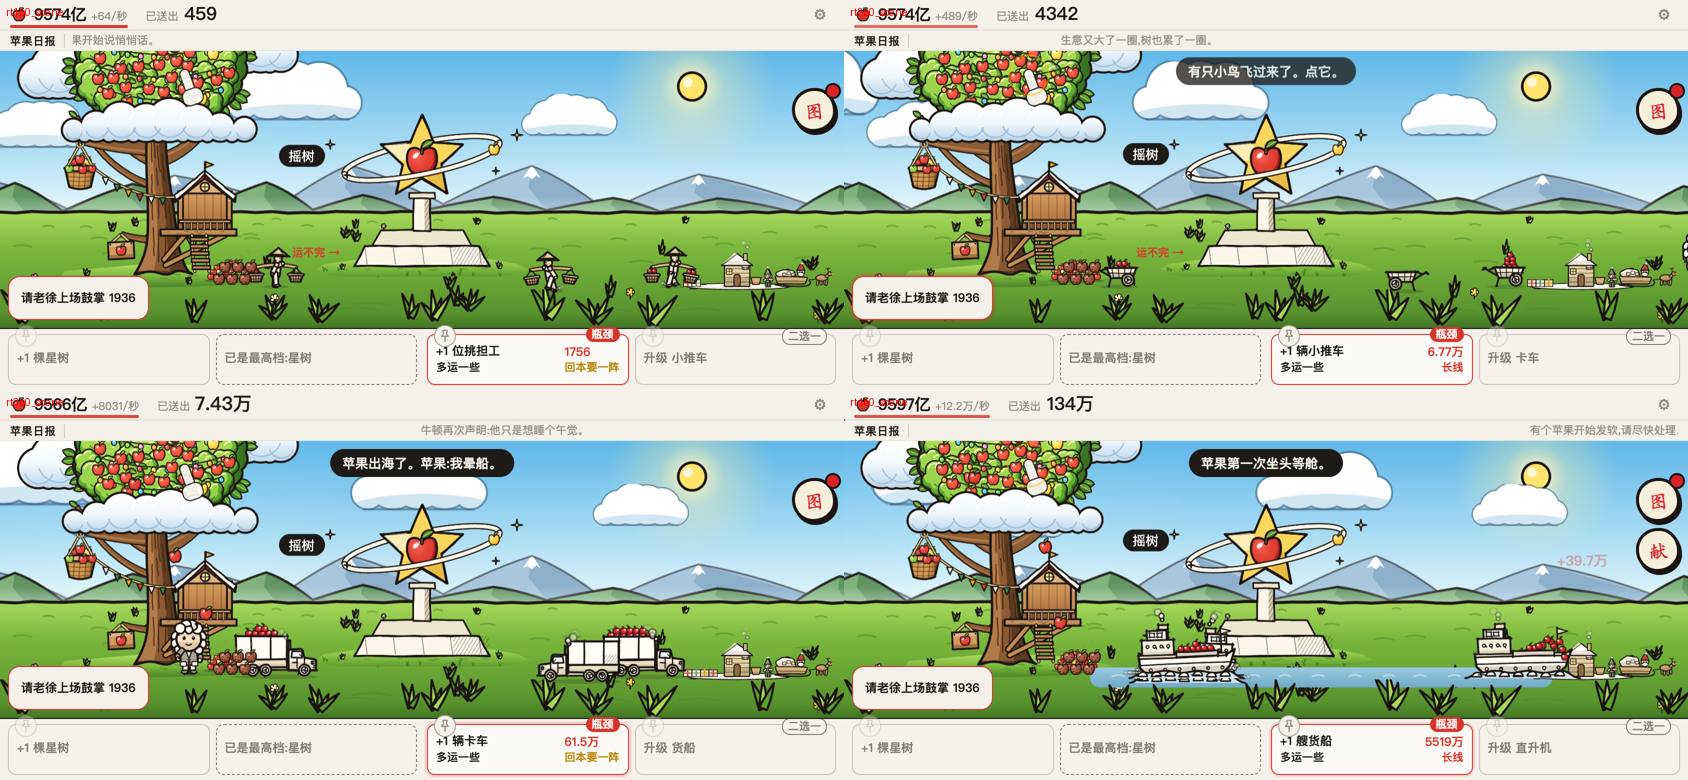 9574亿 +64/秒 已送出 459
苹果日报 果开始说悄悄话。
图
摇树
运不完 →
请老徐上场鼓掌 1936
+1 棵星树
已是最高档:星树
瓶颈
+1 位挑担工 1756
多运一些 回本要一阵
二选一
升级 小推车
9574亿 +489/秒 已送出 4342
苹果日报 生意又大了一圈,树也累了一圈。
有只小鸟飞过来了。点它。
图
摇树
运不完 →
请老徐上场鼓掌 1936
+1 棵星树
已是最高档:星树
瓶颈
+1 辆小推车 6.77万
多运一些 长线
二选一
升级 卡车
9566亿 +8031/秒 已送出 7.43万
苹果日报 牛顿再次声明:他只是想睡个午觉。
苹果出海了。苹果:我晕船。
图
摇树
请老徐上场鼓掌 1936
+1 棵星树
已是最高档:星树
瓶颈
+1 辆卡车 61.5万
多运一些 回本要一阵
二选一
升级 货船
9597亿 +12.2万/秒 已送出 134万
苹果日报 有个苹果开始发软,请尽快处理.
苹果第一次坐头等舱。
图
摇树
献
+39.7万
请老徐上场鼓掌 1936
+1 棵星树
已是最高档:星树
瓶颈
+1 艘货船 5519万
多运一些 长线
二选一
升级 直升机